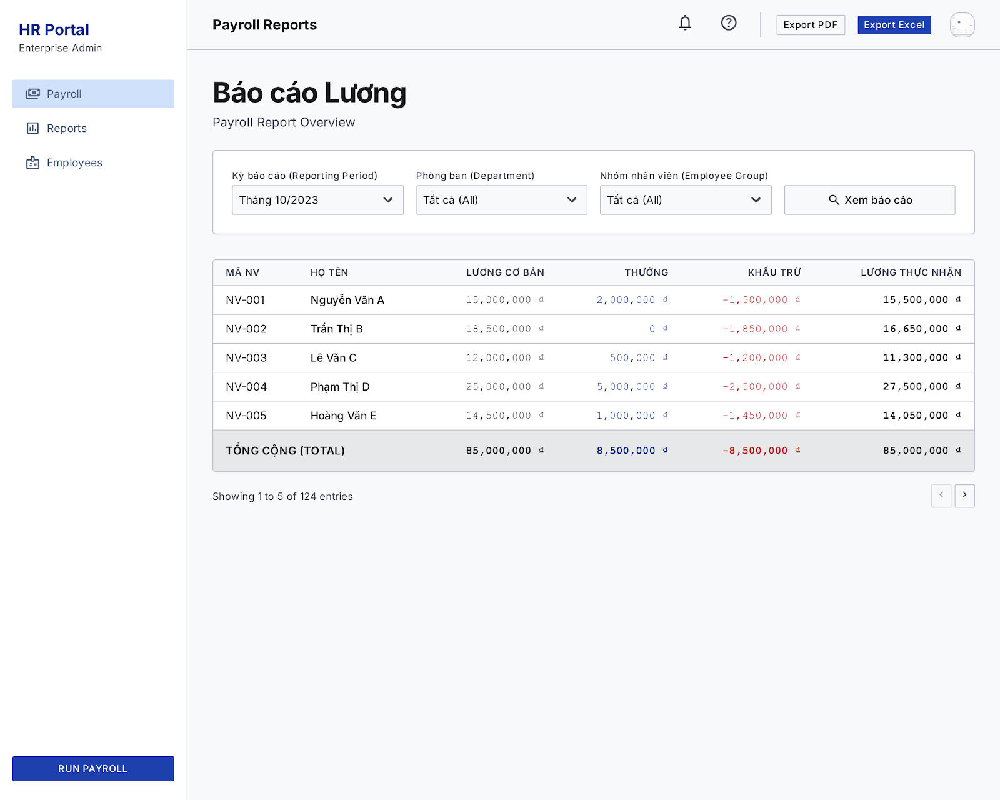 HR Portal
Enterprise Admin
Payroll
Reports
Employees
RUN PAYROLL
Payroll Reports
Export PDF
Export Excel
Báo cáo Lương
Payroll Report Overview
Kỳ báo cáo (Reporting Period)
Phòng ban (Department)
Nhóm nhân viên (Employee Group)
Tháng 10/2023
Tất cả (All)
Tất cả (All)
Xem báo cáo
MÃ NV HỌ TÊN LƯƠNG CƠ BẢN THƯỞNG KHẤU TRỪ LƯƠNG THỰC NHẬN
NV-001 Nguyễn Văn A 15,000,000 ₫ 2,000,000 ₫ -1,500,000 ₫ 15,500,000 ₫
NV-002 Trần Thị B 18,500,000 ₫ 0 ₫ -1,850,000 ₫ 16,650,000 ₫
NV-003 Lê Văn C 12,000,000 ₫ 500,000 ₫ -1,200,000 ₫ 11,300,000 ₫
NV-004 Phạm Thị D 25,000,000 ₫ 5,000,000 ₫ -2,500,000 ₫ 27,500,000 ₫
NV-005 Hoàng Văn E 14,500,000 ₫ 1,000,000 ₫ -1,450,000 ₫ 14,050,000 ₫
TỔNG CỘNG (TOTAL) 85,000,000 ₫ 8,500,000 ₫ -8,500,000 ₫ 85,000,000 ₫
Showing 1 to 5 of 124 entries